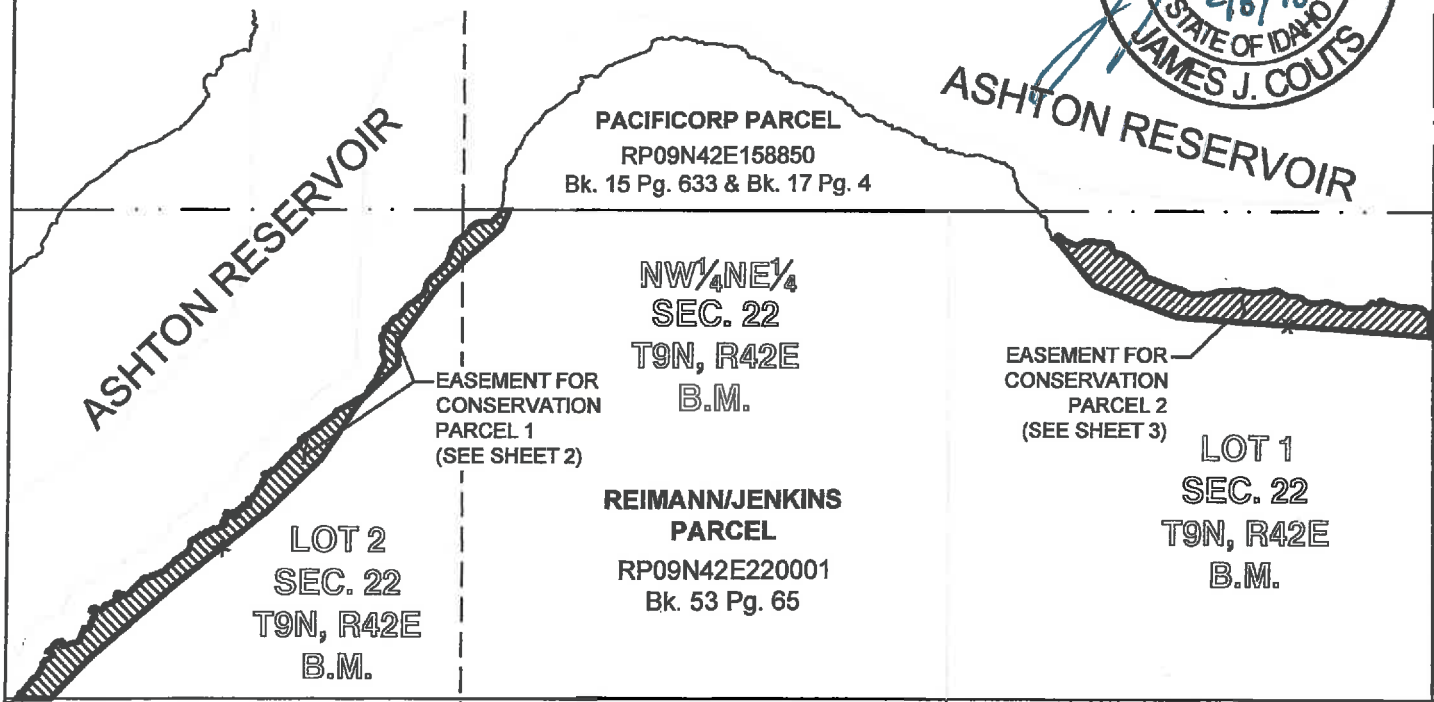 STATE OF IDAHO
JAMES J. COUTS
ASHTON RESERVOIR
PACIFICORP PARCEL
RP09N42E158850
Bk. 15 Pg. 633 & Bk. 17 Pg. 4
ASHTON RESERVOIR
NW¼NE¼
SEC. 22
T9N, R42E
B.M.
EASEMENT FOR
CONSERVATION
PARCEL 1
(SEE SHEET 2)
EASEMENT FOR
CONSERVATION
PARCEL 2
(SEE SHEET 3)
LOT 1
SEC. 22
T9N, R42E
B.M.
REIMANN/JENKINS
PARCEL
RP09N42E220001
Bk. 53 Pg. 65
LOT 2
SEC. 22
T9N, R42E
B.M.